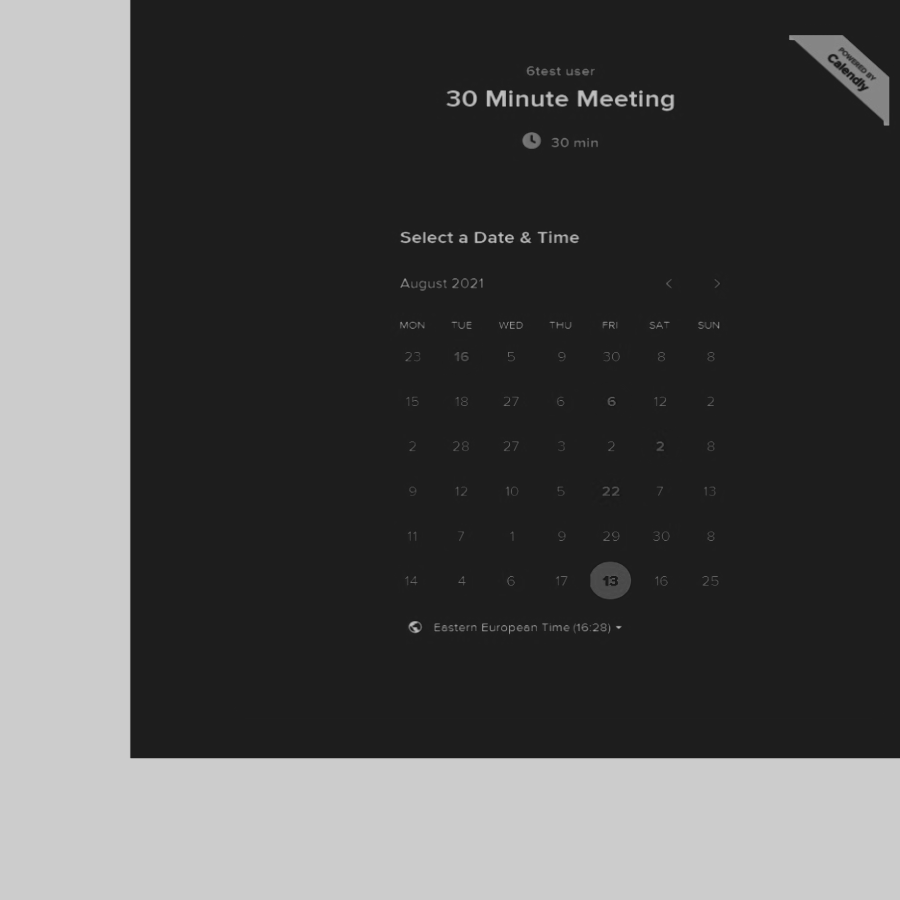 POWERED BY
Calendly
6test user
30 Minute Meeting
30 min
Select a Date & Time
August 2021
MON TUE WED THU FRI SAT SUN
23 16 5 9 30 8 8
15 18 27 6 6 12 2
2 28 27 3 2 2 8
9 12 10 5 22 7 13
11 7 1 9 29 30 8
14 4 6 17 13 16 25
Eastern European Time (16:28)